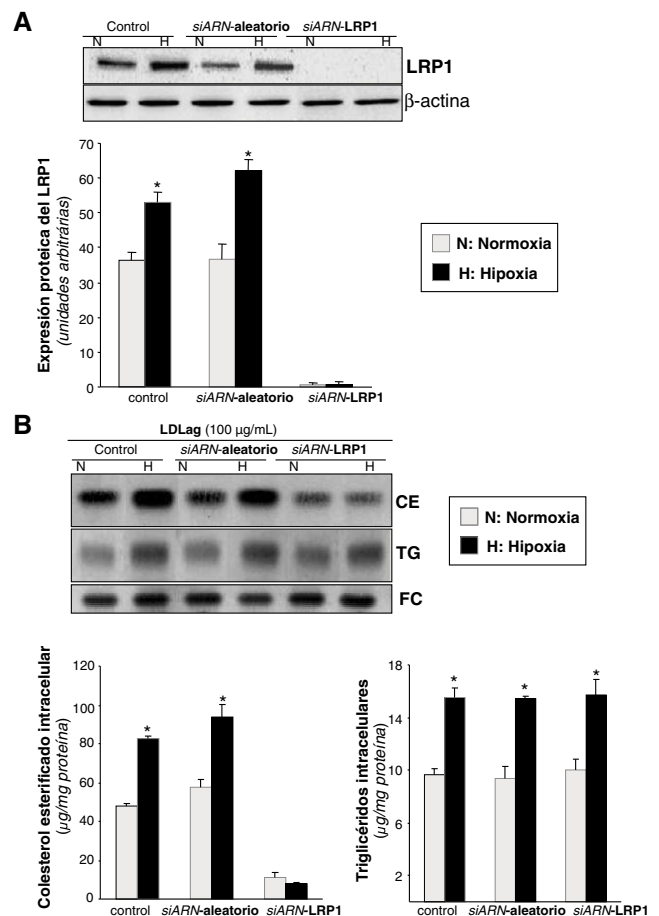 A
Control siARN-aleatorio siARN-LRP1
N H N H N H
LRP1
β-actina
Expresión proteica del LRP1
(unidades arbitrárias)
70
60
50
40
30
20
10
0
* *
control siARN-aleatorio siARN-LRP1
N: Normoxia
H: Hipoxia
B
LDLag (100 µg/mL)
Control siARN-aleatorio siARN-LRP1
N H N H N H
CE
TG
FC
N: Normoxia
H: Hipoxia
Colesterol esterificado intracelular
(µg/mg proteína)
120
100
80
60
40
20
0
* *
control siARN-aleatorio siARN-LRP1
Triglicéridos intracelulares
(µg/mg proteína)
18
14
10
6
2
* * *
control siARN-aleatorio siARN-LRP1